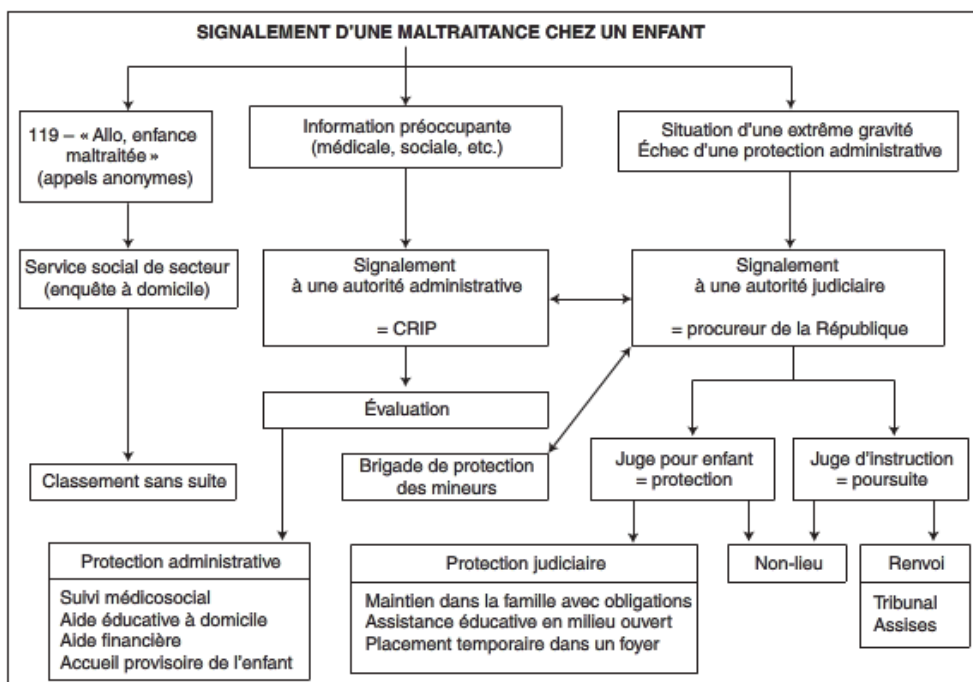 SIGNALEMENT D'UNE MALTRAITANCE CHEZ UN ENFANT
119 – « Allo, enfance
maltraitée »
(appels anonymes)
Information préoccupante
(médicale, sociale, etc.)
Situation d'une extrême gravité
Échec d'une protection administrative
Service social de secteur
(enquête à domicile)
Signalement
à une autorité administrative
= CRIP
Signalement
à une autorité judiciaire
= procureur de la République
Évaluation
Classement sans suite
Brigade de protection
des mineurs
Juge pour enfant
= protection
Juge d'instruction
= poursuite
Protection administrative
Suivi médicosocial
Aide éducative à domicile
Aide financière
Accueil provisoire de l'enfant
Protection judiciaire
Maintien dans la famille avec obligations
Assistance éducative en milieu ouvert
Placement temporaire dans un foyer
Non-lieu
Renvoi
Tribunal
Assises